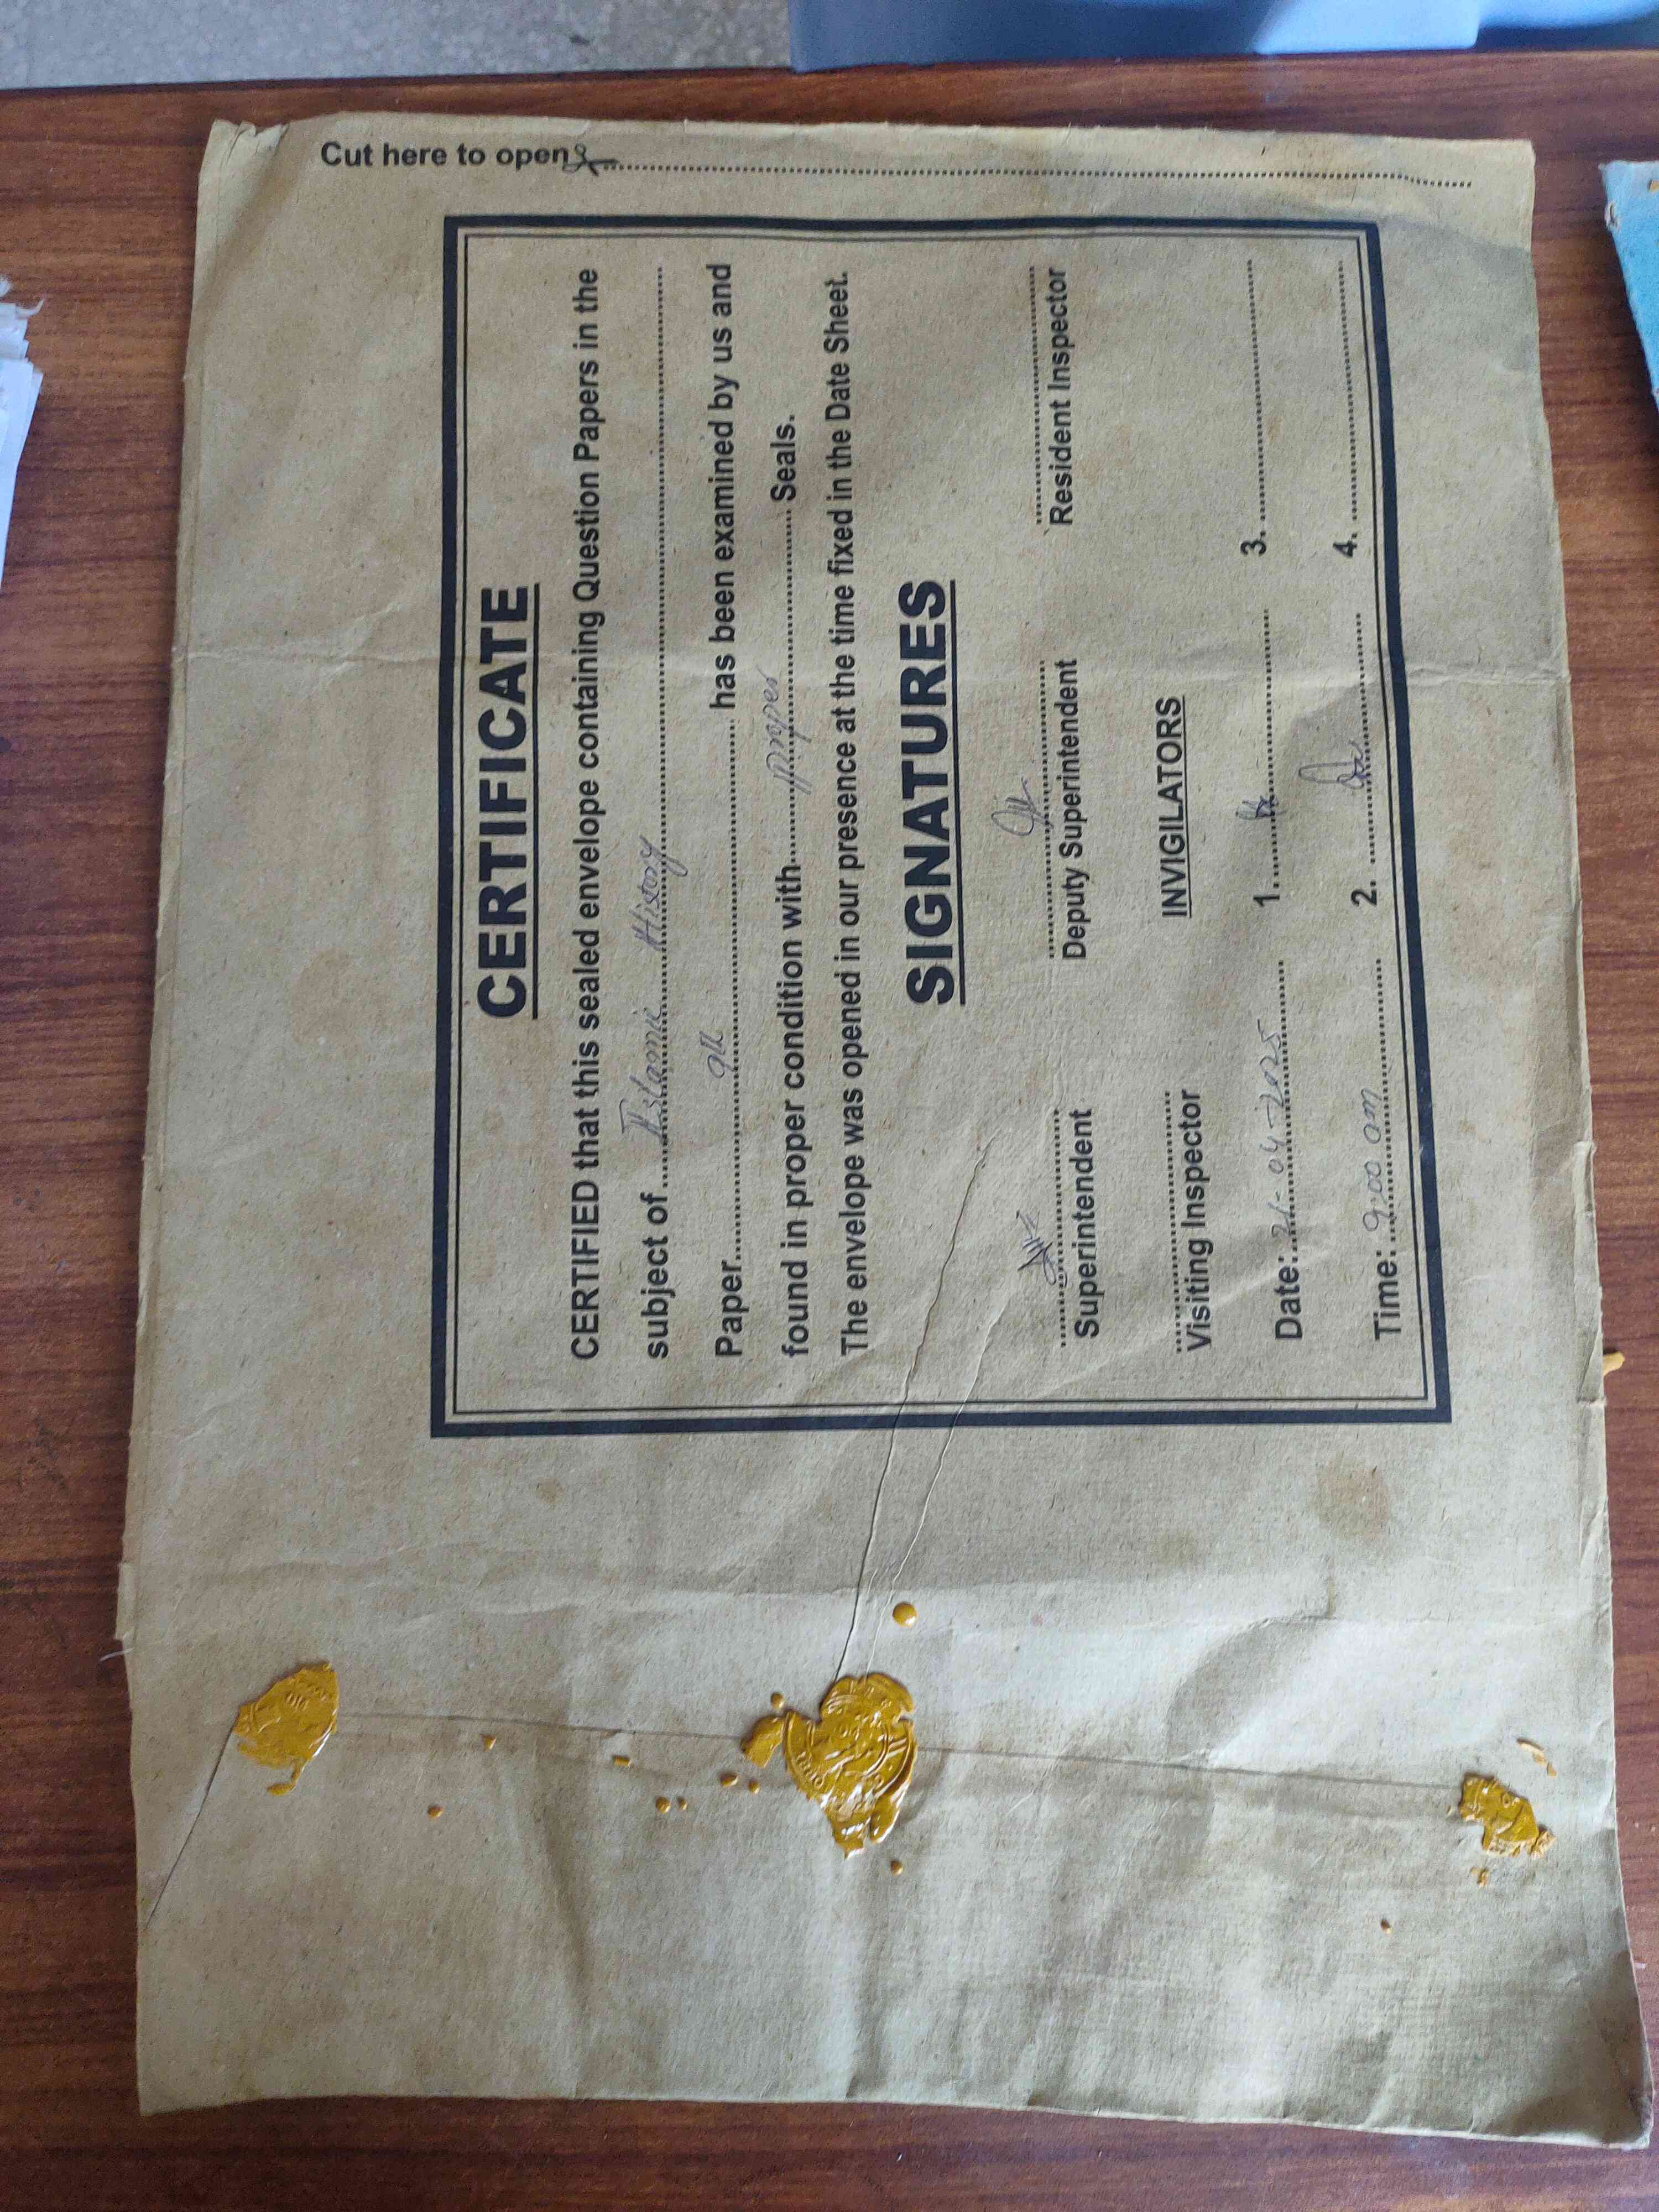 Cut here to open
CERTIFICATE
CERTIFIED that this sealed envelope containing Question Papers in the
subject of Islamic History
Paper GII has been examined by us and
found in proper condition with proper Seals.
The envelope was opened in our presence at the time fixed in the Date Sheet.
SIGNATURES
Superintendent Deputy Superintendent Resident Inspector
Visiting Inspector INVIGILATORS
Date: 21-04-2025 1. 3.
Time: 9:00 am 2. 4.